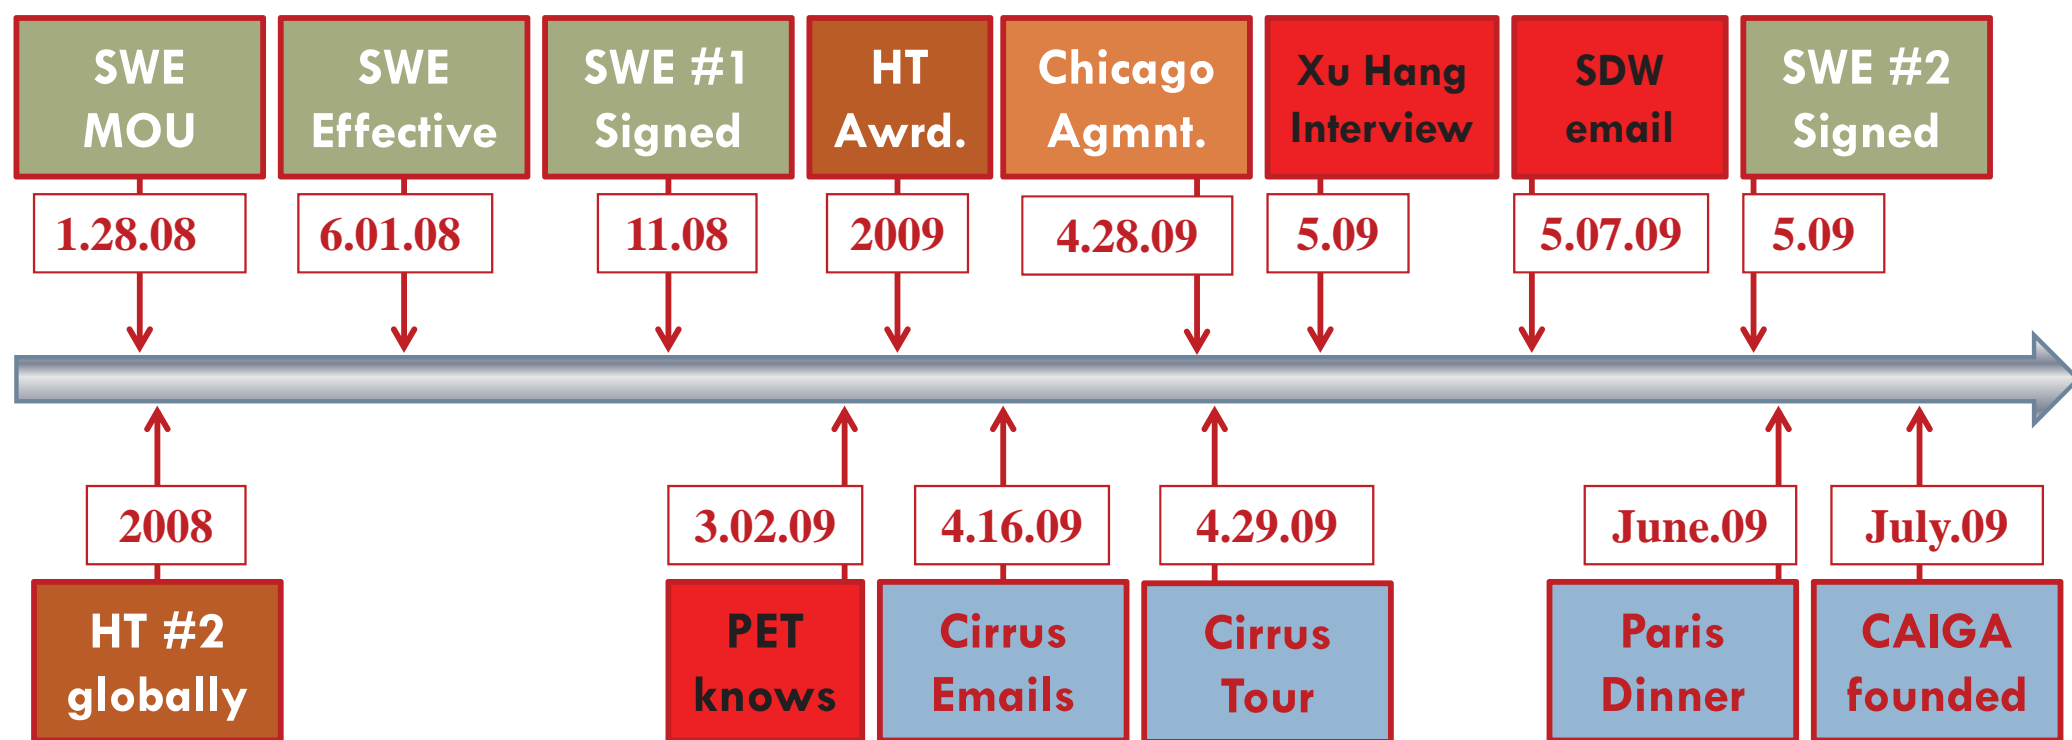 SWE
MOU
SWE
Effective
SWE #1
Signed
HT
Awrd.
Chicago
Agmnt.
Xu Hang
Interview
SDW
email
SWE #2
Signed
1.28.08
6.01.08
11.08
2009
4.28.09
5.09
5.07.09
5.09
2008
3.02.09
4.16.09
4.29.09
June.09
July.09
HT #2
globally
PET
knows
Cirrus
Emails
Cirrus
Tour
Paris
Dinner
CAIGA
founded